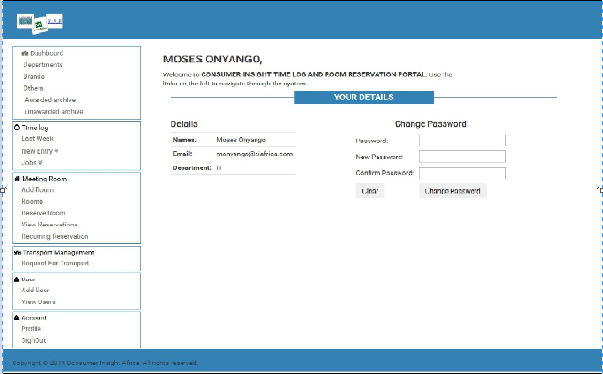 Dashboard
Departments
Brands
Others
Awarded archive
Unawarded archive
Time log
Last Week
New Entry
Jobs
Meeting Room
Add Room
Rooms
Reserve Room
View Reservations
Recurring Reservation
Transport Management
Request For Transport
User
Add User
View Users
Account
Profile
SignOut
MOSES ONYANGO,
Welcome to CONSUMER INSIGHT TIME LOG AND ROOM RESERVATION PORTAL. Use the
links on the left to navigate through the system.
YOUR DETAILS
Details
Names: Moses Onyango
Email: monyango@ciafrica.com
Department: IT
Change Password
Password:
New Password:
Confirm Password:
Clear
Change Password
Copyright © 2014 Consumer Insight Africa. All rights reserved.